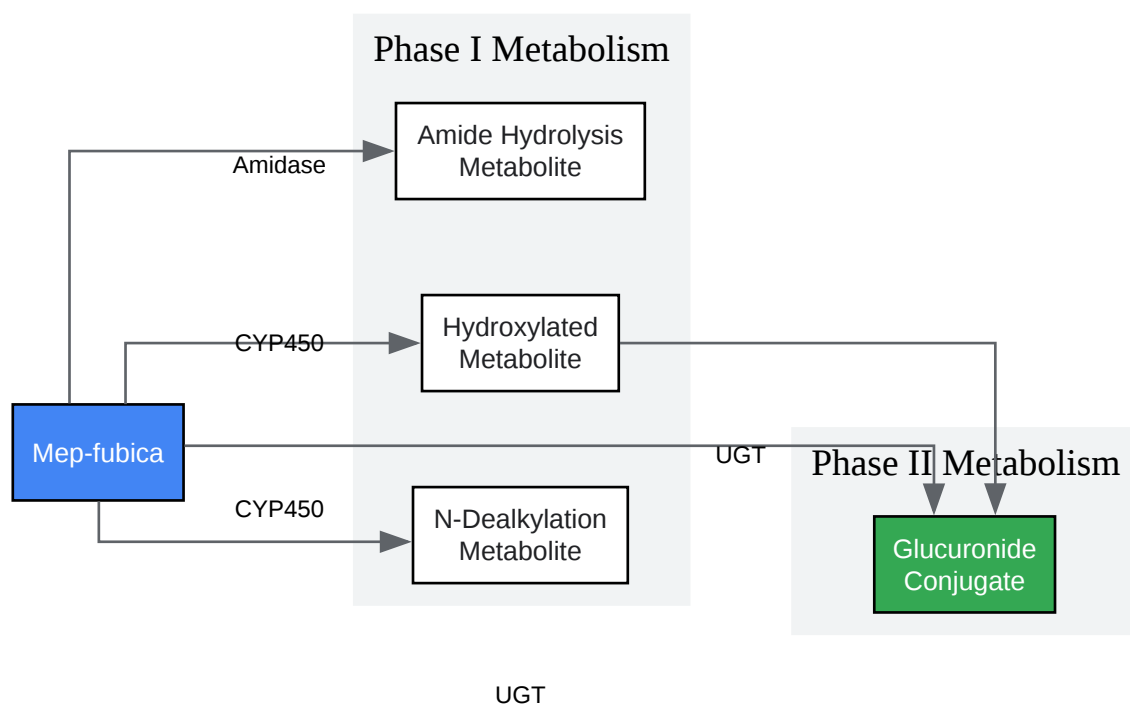 Phase I Metabolism
Amide Hydrolysis
Metabolite
Amidase
Hydroxylated
Metabolite
CYP450
Mep-fubica
UGT
Phase II Metabolism
CYP450
N-Dealkylation
Metabolite
Glucuronide
Conjugate
UGT